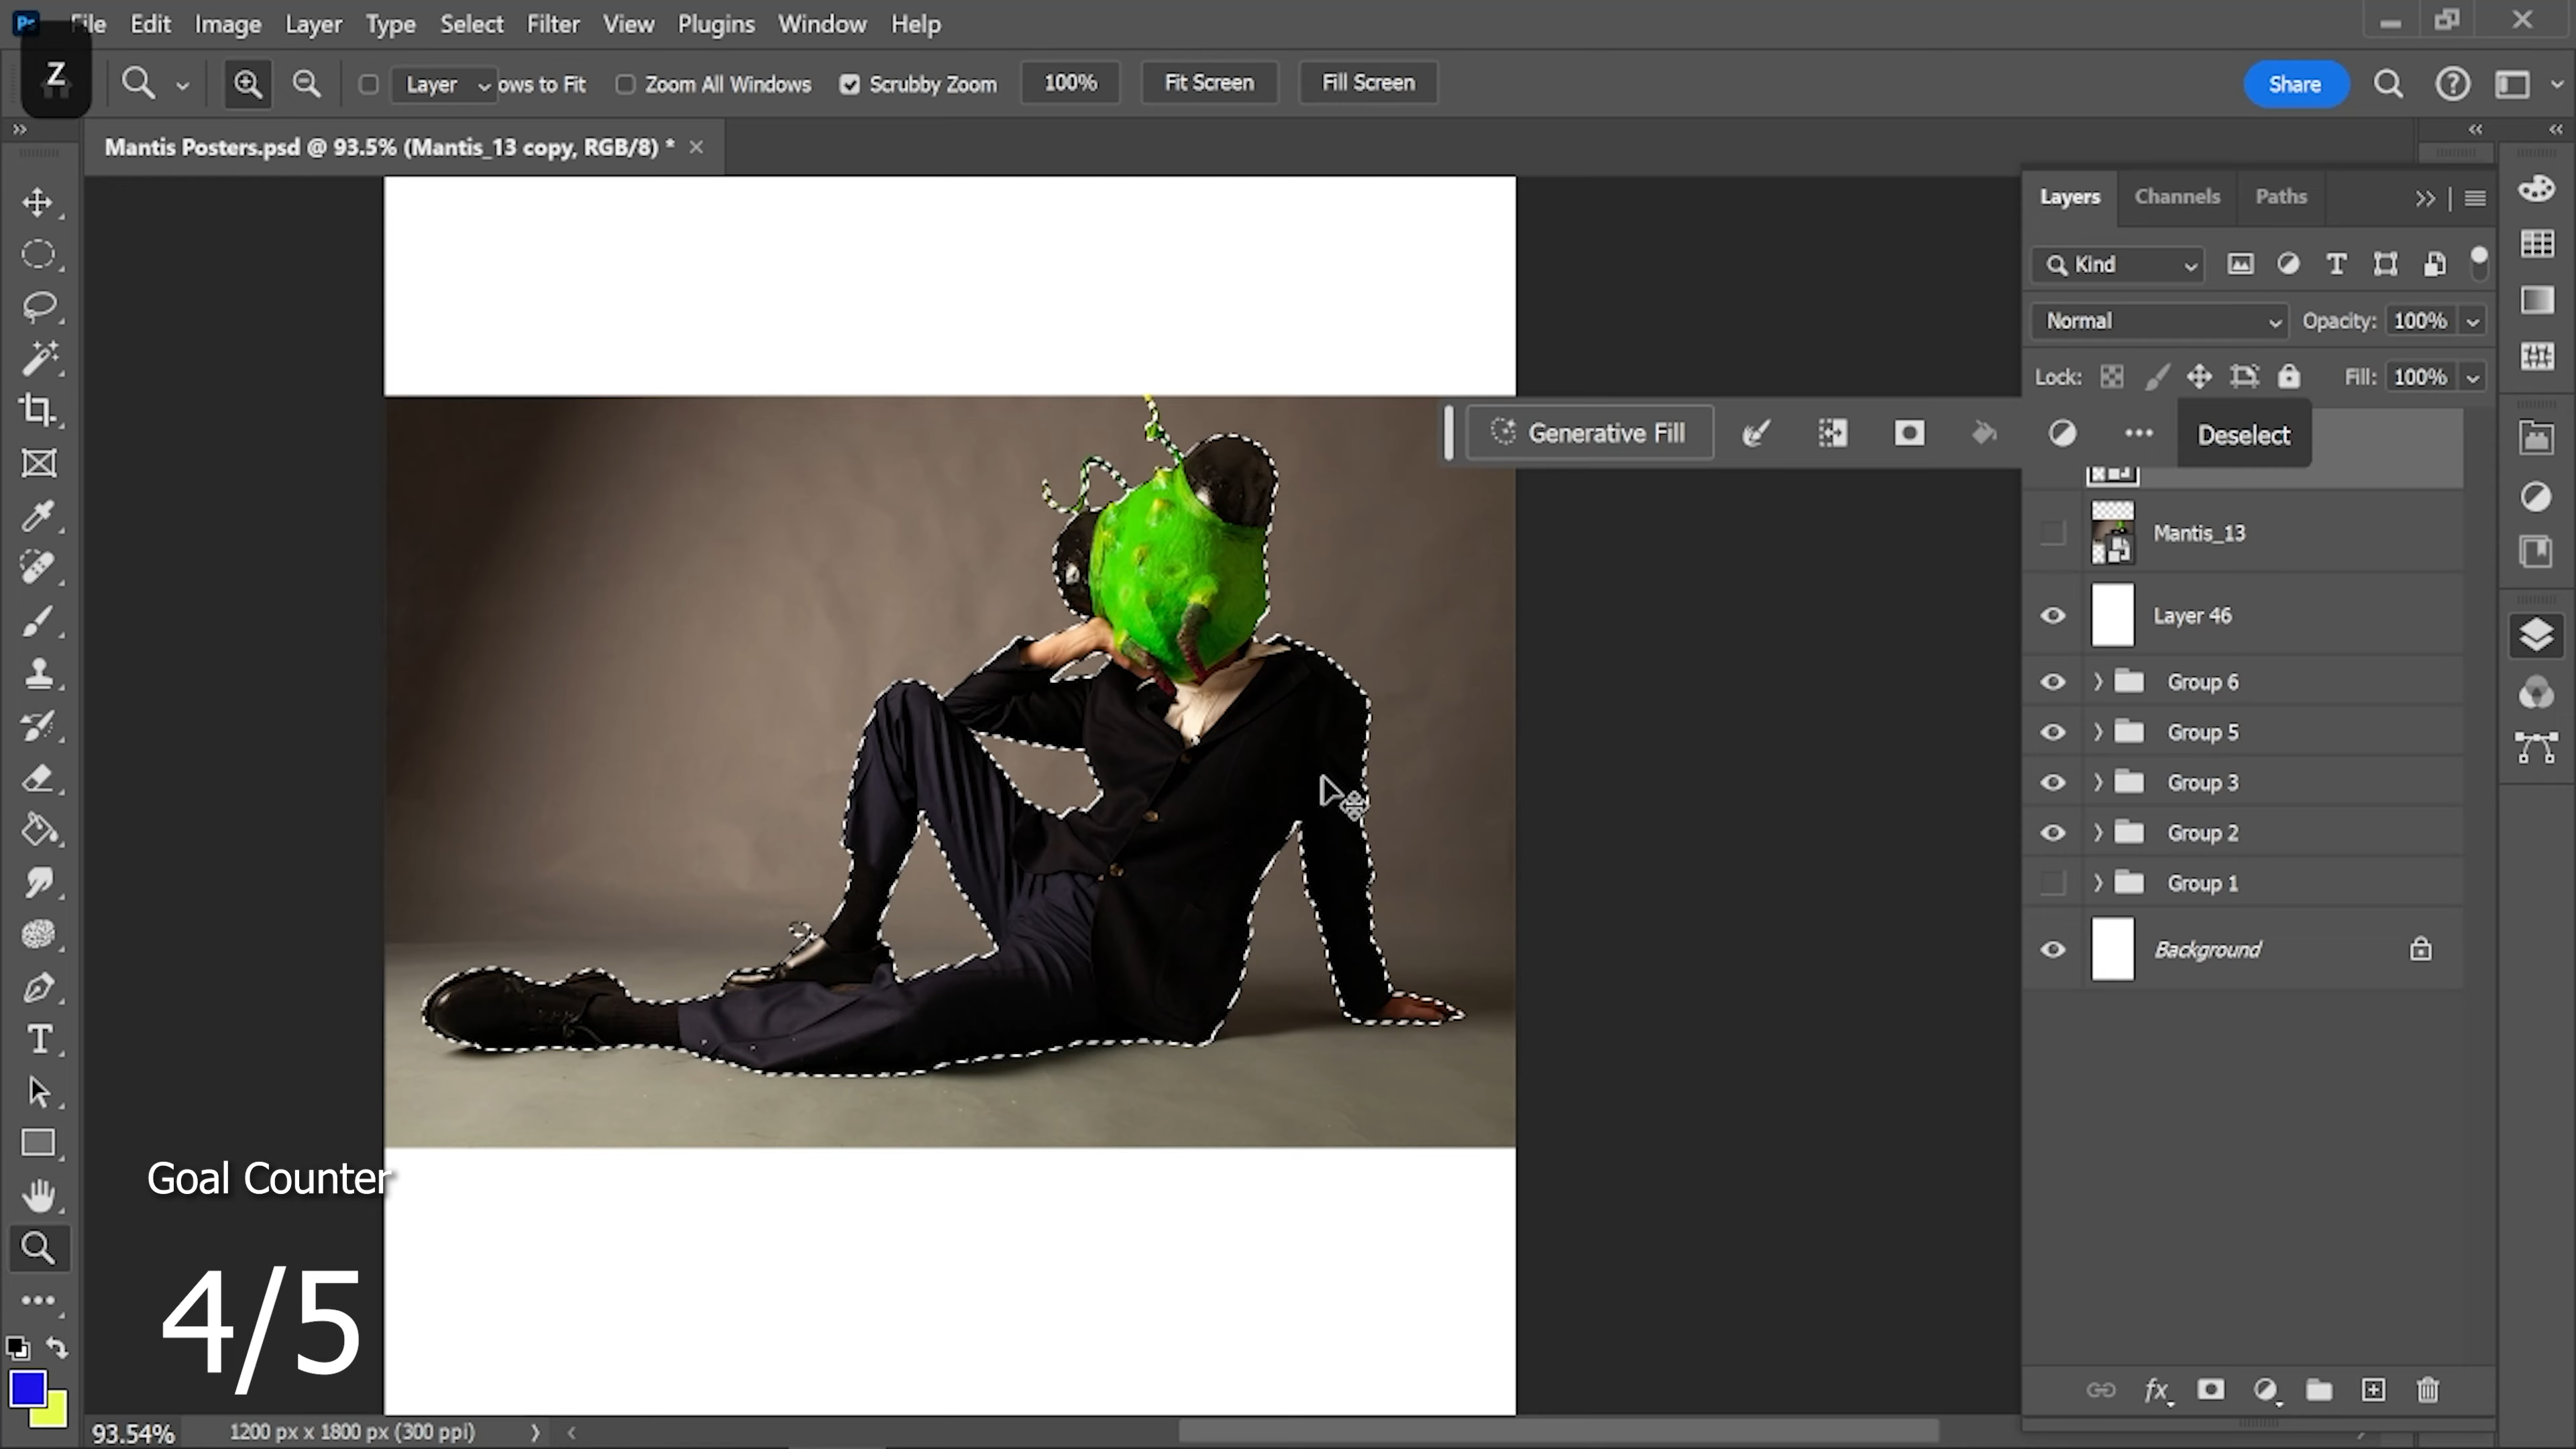 Ps File Edit Image Layer Type Select Filter View Plugins Window Help
Z
Layer ows to Fit Zoom All Windows Scrubby Zoom 100% Fit Screen Fill Screen Share
Mantis Posters.psd @ 93.5% (Mantis_13 copy, RGB/8) *
Layers Channels Paths
Kind
Normal Opacity: 100%
Lock: Fill: 100%
Generative Fill Deselect
Mantis_13
Layer 46
Group 6
Group 5
Group 3
Group 2
Group 1
Background
Goal Counter
4/5
fx
93.54% 1200 px x 1800 px (300 ppi)